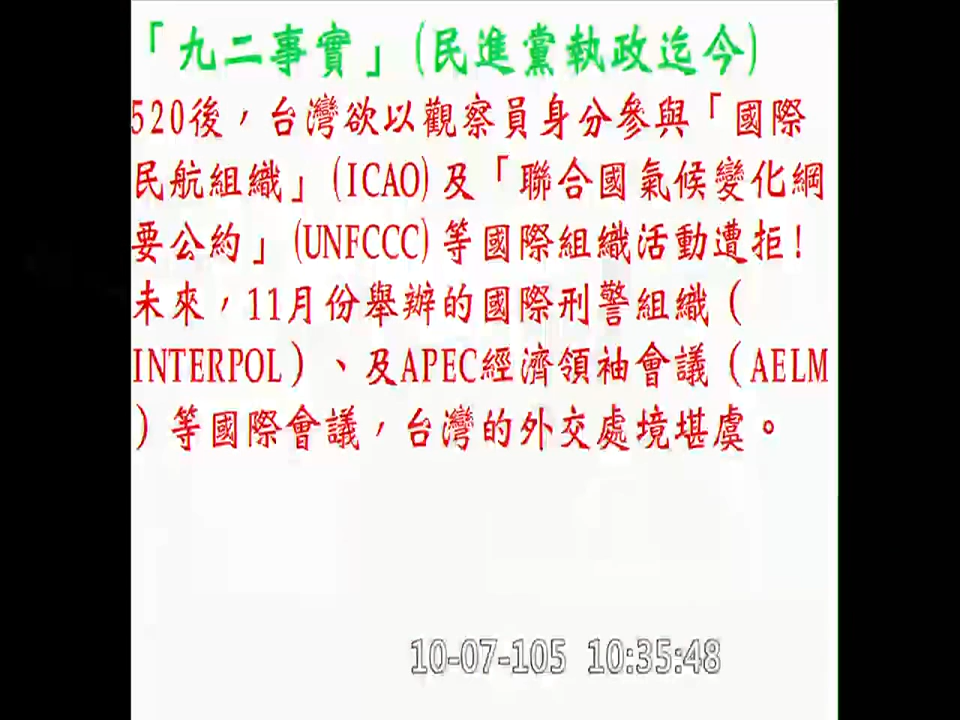 「九二事實」(民進黨執政迄今)
520後，台灣欲以觀察員身分參與「國際
民航組織」(ICAO)及「聯合國氣候變化綱
要公約」(UNFCCC)等國際組織活動遭拒!
未來，11月份舉辦的國際刑警組織（
INTERPOL）、及APEC經濟領袖會議（AELM
）等國際會議，台灣的外交處境堪虞。
10-07-105 10:35:48